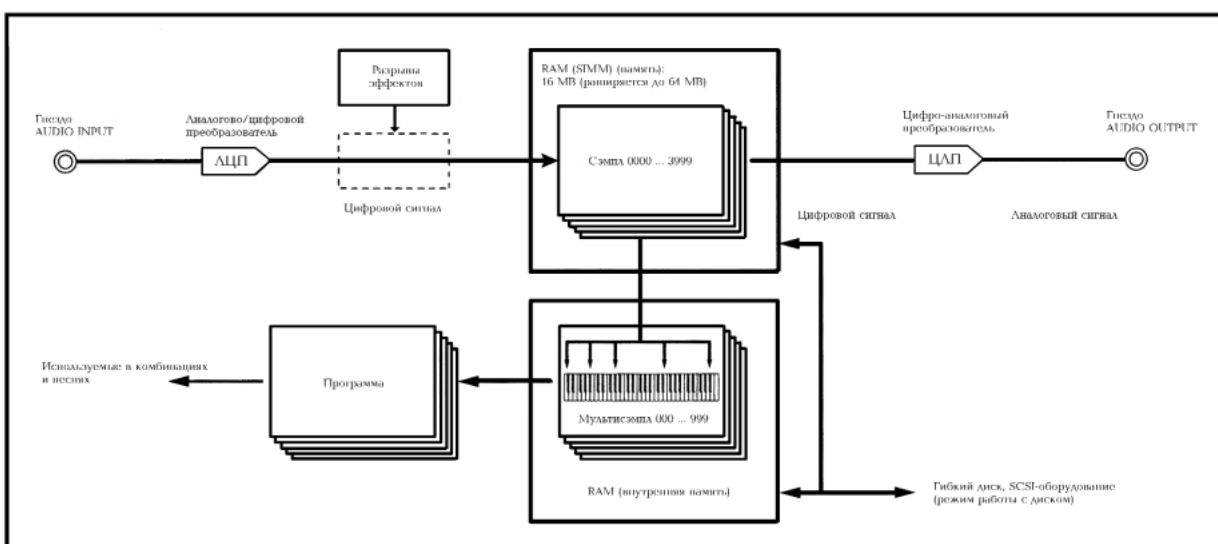 Разрывы
эффектов
RAM (SIMM) (память):
16 MB (раширяется до 64 MB)
Гнездо
AUDIO INPUT
Аналогово/цифровой
преобразователь
АЦП
Цифровой сигнал
Сэмпл 0000 ... 3999
Цифро-аналоговый
преобразователь
ЦАП
Гнездо
AUDIO OUTPUT
Цифровой сигнал
Аналоговый сигнал
Используемые в комбинациях
и песнях
Программа
Мультисэмпл 000 ... 999
RAM (внутренняя память)
Гибкий диск, SCSI-оборудование
(режим работы с диском)